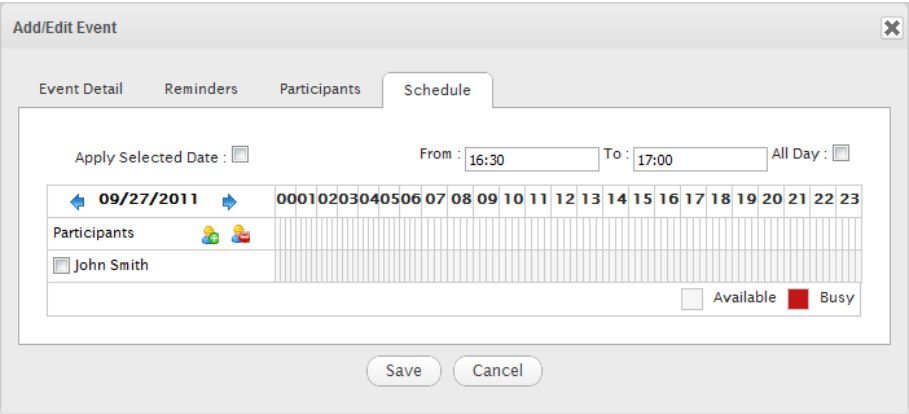 Add/Edit Event
Event Detail Reminders Participants Schedule
Apply Selected Date : From : 16:30 To : 17:00 All Day :
09/27/2011 00 01 02 03 04 05 06 07 08 09 10 11 12 13 14 15 16 17 18 19 20 21 22 23
Participants
John Smith
Available Busy
Save Cancel